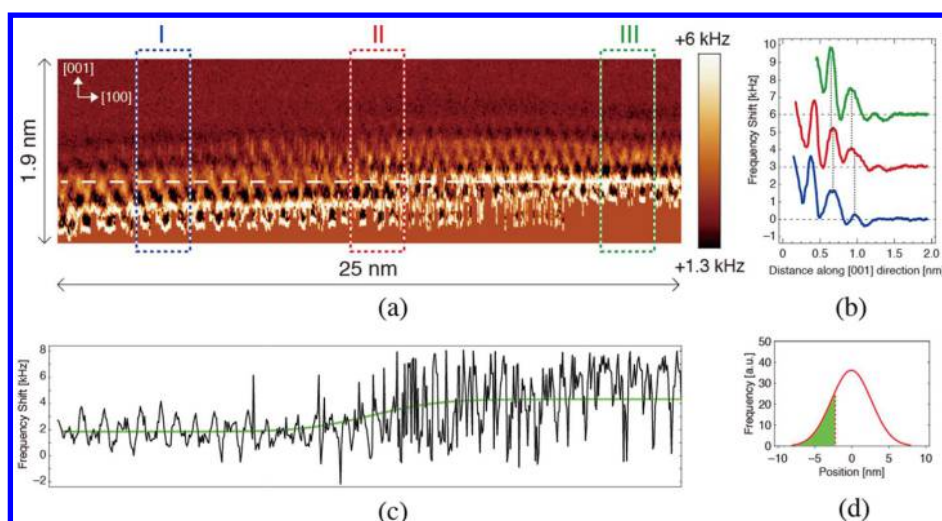 I II III
+6 kHz
[001]
[100]
1.9 nm
25 nm
+1.3 kHz
(a)
10
9
8
7
6
5
4
3
2
1
0
−1
Frequency Shift [kHz]
0.0 0.5 1.0 1.5 2.0
Distance along [001] direction [nm]
(b)
8
6
4
2
0
−2
Frequency Shift [kHz]
(c)
50
40
30
20
10
0
Frequency [a.u.]
−10 −5 0 5 10
Position [nm]
(d)